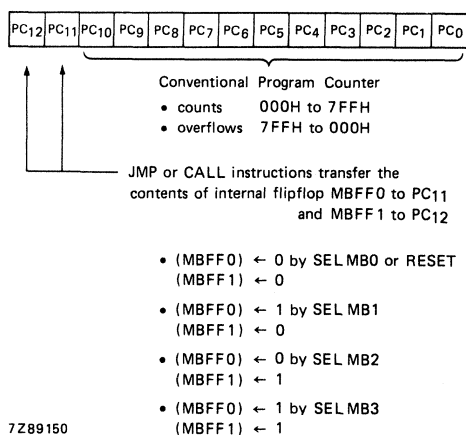 PC12 PC11 PC10 PC9 PC8 PC7 PC6 PC5 PC4 PC3 PC2 PC1 PC0
Conventional Program Counter
• counts 000H to 7FFH
• overflows 7FFH to 000H
JMP or CALL instructions transfer the
contents of internal flipflop MBFF0 to PC11
and MBFF1 to PC12
• (MBFF0) ← 0 by SEL MB0 or RESET
(MBFF1) ← 0
• (MBFF0) ← 1 by SEL MB1
(MBFF1) ← 0
• (MBFF0) ← 0 by SEL MB2
(MBFF1) ← 1
• (MBFF0) ← 1 by SEL MB3
(MBFF1) ← 1
7Z89150